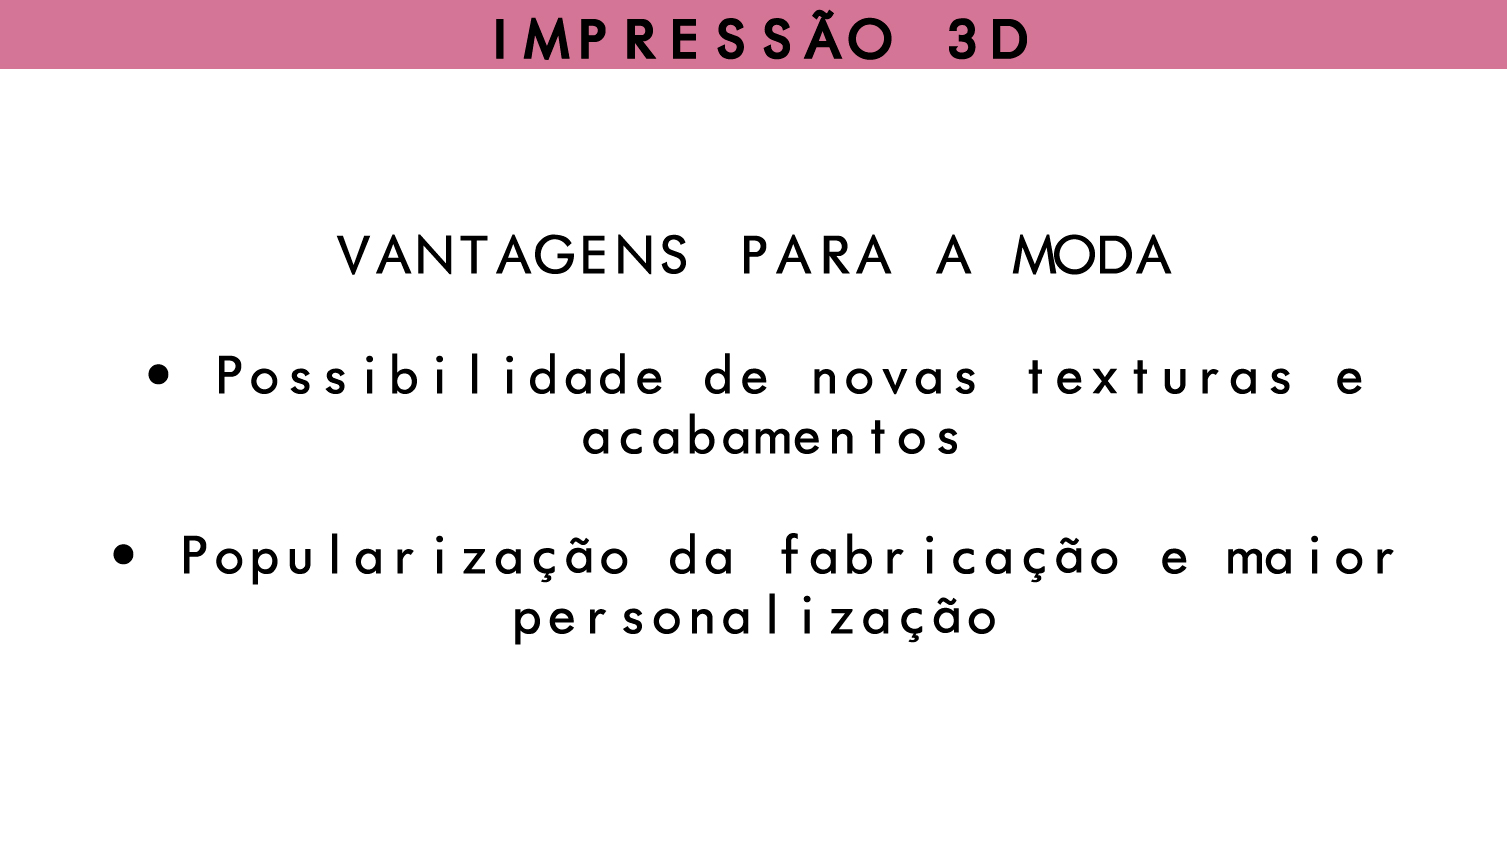 IMPRESSÃO 3D
VANTAGENS PARA A MODA
• Possibilidade de novas texturas e
acabamentos
• Popularização da fabricação e maior
personalização